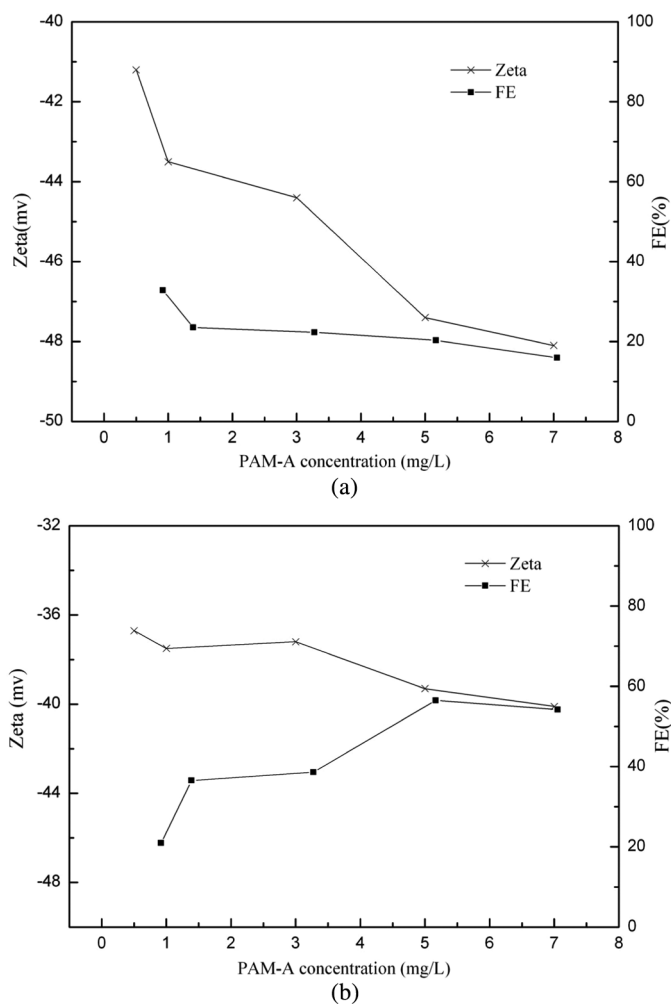 -40
-42
-44
-46
-48
-50
Zeta(mv)
100
80
60
40
20
0
FE(%)
Zeta
FE
0 1 2 3 4 5 6 7 8
PAM-A concentration (mg/L)
(a)
-32
-36
-40
-44
-48
Zeta (mv)
100
80
60
40
20
0
FE(%)
Zeta
FE
0 1 2 3 4 5 6 7 8
PAM-A concentration (mg/L)
(b)